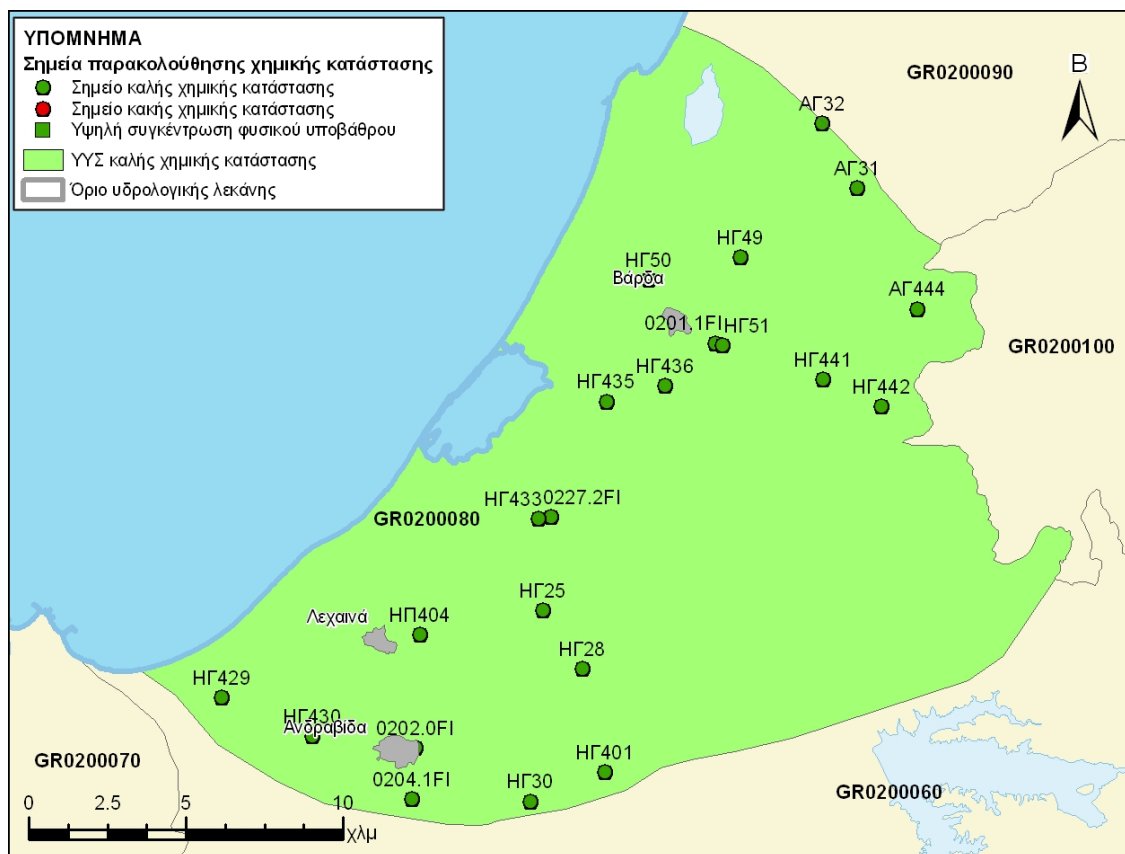 ΥΠΟΜΝΗΜΑ
Σημεία παρακολούθησης χημικής κατάστασης
Σημείο καλής χημικής κατάστασης
Σημείο κακής χημικής κατάστασης
Υψηλή συγκέντρωση φυσικού υποβάθρου
ΥΥΣ καλής χημικής κατάστασης
Όριο υδρολογικής λεκάνης
GR0200090
Β
ΑΓ32
ΑΓ31
ΗΓ49
ΗΓ50
Βάρδα
ΑΓ444
0201.1FI
ΗΓ51
GR0200100
ΗΓ436
ΗΓ441
ΗΓ435
ΗΓ442
ΗΓ433
0227.2FI
GR0200080
ΗΓ25
Λεχαινά
ΗΠ404
ΗΓ28
ΗΓ429
ΗΓ430
Ανδραβίδα
0202.0FI
GR0200070
ΗΓ401
0204.1FI
ΗΓ30
GR0200060
0 2.5 5 10
χλμ